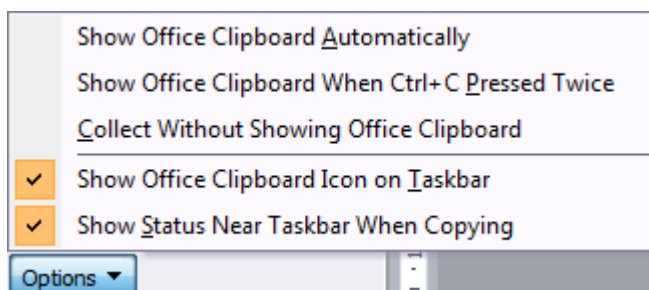 Show Office Clipboard Automatically
Show Office Clipboard When Ctrl+C Pressed Twice
Collect Without Showing Office Clipboard
Show Office Clipboard Icon on Taskbar
Show Status Near Taskbar When Copying
Options